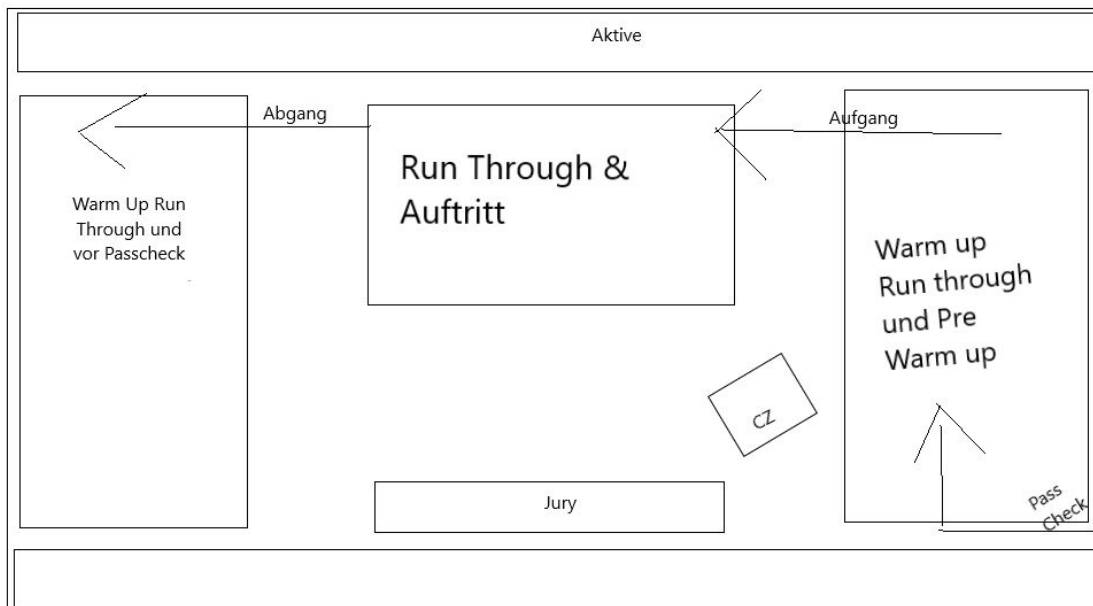 Aktive
Abgang
Aufgang
Warm Up Run
Through und
vor Passcheck
Run Through &
Auftritt
Warm up
Run through
und Pre
Warm up
CZ
Jury
Pass
Check